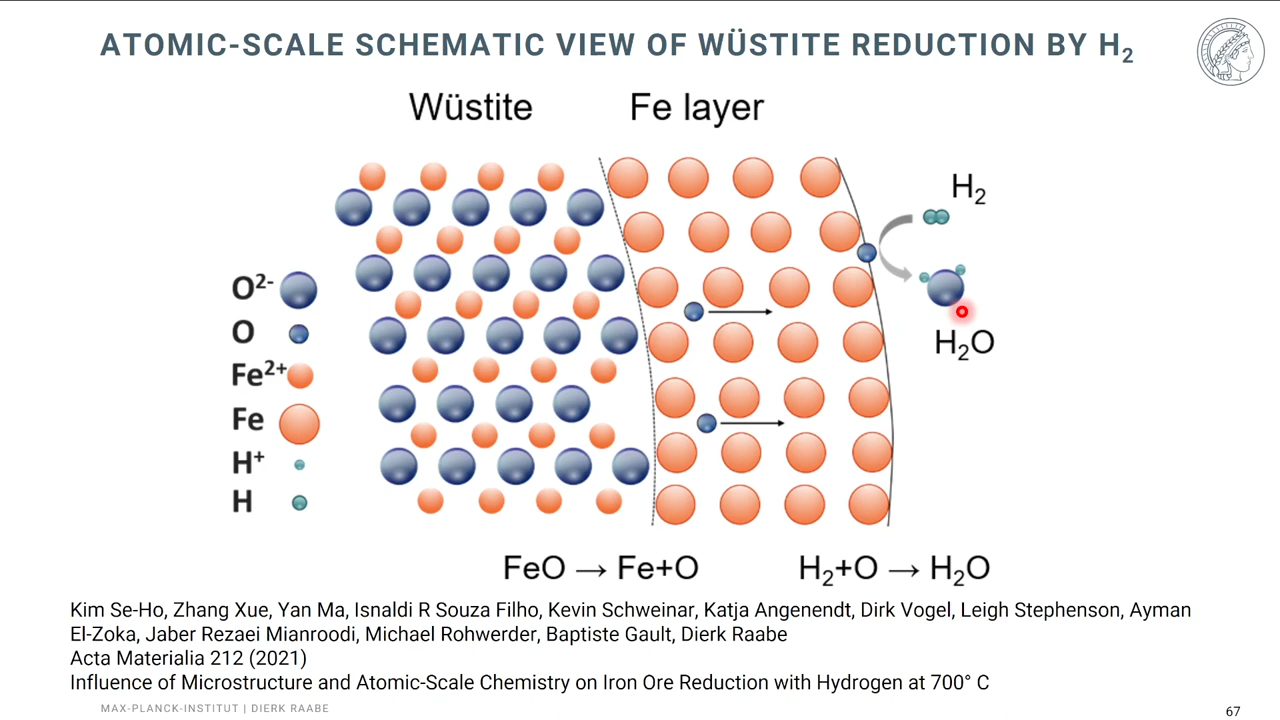 ATOMIC-SCALE SCHEMATIC VIEW OF WÜSTITE REDUCTION BY H₂
Wüstite
Fe layer
H₂
O²⁻
O
Fe²⁺
Fe
H⁺
H
H₂O
FeO → Fe+O
H₂+O → H₂O
Kim Se-Ho, Zhang Xue, Yan Ma, Isnaldi R Souza Filho, Kevin Schweinar, Katja Angenendt, Dirk Vogel, Leigh Stephenson, Ayman
El-Zoka, Jaber Rezaei Mianroodi, Michael Rohwerder, Baptiste Gault, Dierk Raabe
Acta Materialia 212 (2021)
Influence of Microstructure and Atomic-Scale Chemistry on Iron Ore Reduction with Hydrogen at 700° C
MAX-PLANCK-INSTITUT | DIERK RAABE
67